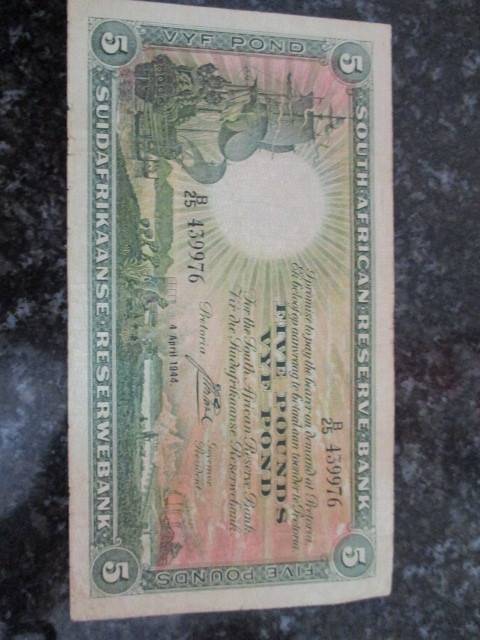 5 SOUTH AFRICAN RESERVE BANK 5
VYF POND
FIVE POUNDS
B/25 439976
I promise to pay the bearer on demand at Pretoria
FIVE POUNDS
VYF POND
For the South African Reserve Bank.
Vir die Suidafrikaanse Reserwebank.
B/25 439976
Pretoria
Governor
President
4 April 1944
5 SUIDAFRIKAANSE RESERWEBANK 5